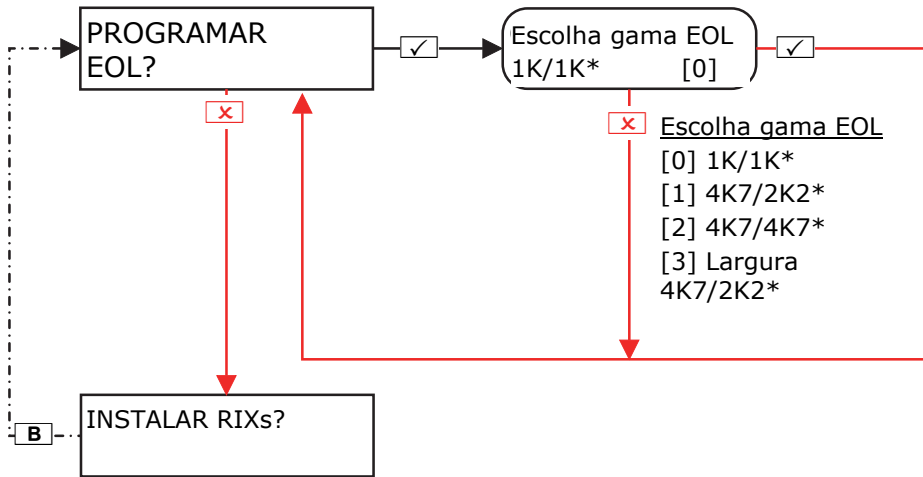 PROGRAMAR
EOL?
✓
Escolha gama EOL
1K/1K* [0]
✓
x
x
Escolha gama EOL
[0] 1K/1K*
[1] 4K7/2K2*
[2] 4K7/4K7*
[3] Largura
4K7/2K2*
INSTALAR RIXs?
B